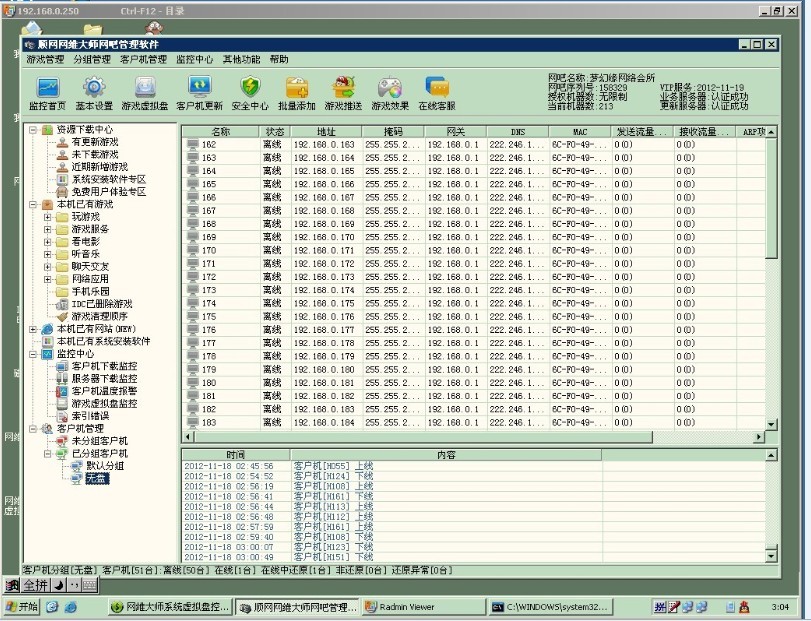 192.168.0.250 Ctrl-F12 - 目录
顺网网維大师网吧管理软件
游戏管理 分组管理 客户机管理 监控中心 其他功能 帮助
监控首页 基本设置 游戏虚拟盘 客户机更新 安全中心 批量添加 游戏推送 游戏效果 在线客服
网吧名称:梦幻缘网络会所
网吧序列号:158329 VIP服务:2012-11-19
授权机器数:无限制 业务服务器:认证成功
当前机器数:213 更新服务器:认证成功
资源下载中心
有更新游戏
未下载游戏
近期新增游戏
系统安装软件专区
免费用户体验专区
本机已有游戏
玩游戏
游戏服务
看电影
听音乐
聊天交友
网络应用
手机乐园
IDC已删除游戏
游戏清理顺序
本机已有网站(NEW)
本机已有系统安装软件
监控中心
客户机下载监控
服务器下载监控
客户机温度报警
游戏虚拟盘监控
索引错误
客户机管理
未分组客户机
已分组客户机
默认分组
无盘
名称 状态 地址 掩码 网关 DNS MAC 发送流量... 接收流量... ARP攻
162 离线 192.168.0.163 255.255.2... 192.168.0.1 222.246.1... 6C-F0-49-... 0(0) 0(0)
163 离线 192.168.0.164 255.255.2... 192.168.0.1 222.246.1... 6C-F0-49-... 0(0) 0(0)
164 离线 192.168.0.165 255.255.2... 192.168.0.1 222.246.1... 6C-F0-49-... 0(0) 0(0)
165 离线 192.168.0.166 255.255.2... 192.168.0.1 222.246.1... 6C-F0-49-... 0(0) 0(0)
166 离线 192.168.0.167 255.255.2... 192.168.0.1 222.246.1... 6C-F0-49-... 0(0) 0(0)
167 离线 192.168.0.168 255.255.2... 192.168.0.1 222.246.1... 6C-F0-49-... 0(0) 0(0)
168 离线 192.168.0.169 255.255.2... 192.168.0.1 222.246.1... 6C-F0-49-... 0(0) 0(0)
169 离线 192.168.0.170 255.255.2... 192.168.0.1 222.246.1... 6C-F0-49-... 0(0) 0(0)
170 离线 192.168.0.171 255.255.2... 192.168.0.1 222.246.1... 6C-F0-49-... 0(0) 0(0)
171 离线 192.168.0.172 255.255.2... 192.168.0.1 222.246.1... 6C-F0-49-... 0(0) 0(0)
172 离线 192.168.0.173 255.255.2... 192.168.0.1 222.246.1... 6C-F0-49-... 0(0) 0(0)
173 离线 192.168.0.174 255.255.2... 192.168.0.1 222.246.1... 6C-F0-49-... 0(0) 0(0)
174 离线 192.168.0.175 255.255.2... 192.168.0.1 222.246.1... 6C-F0-49-... 0(0) 0(0)
175 离线 192.168.0.176 255.255.2... 192.168.0.1 222.246.1... 6C-F0-49-... 0(0) 0(0)
176 离线 192.168.0.177 255.255.2... 192.168.0.1 222.246.1... 6C-F0-49-... 0(0) 0(0)
177 离线 192.168.0.178 255.255.2... 192.168.0.1 222.246.1... 6C-F0-49-... 0(0) 0(0)
178 离线 192.168.0.179 255.255.2... 192.168.0.1 222.246.1... 6C-F0-49-... 0(0) 0(0)
179 离线 192.168.0.180 255.255.2... 192.168.0.1 222.246.1... 6C-F0-49-... 0(0) 0(0)
180 离线 192.168.0.181 255.255.2... 192.168.0.1 222.246.1... 6C-F0-49-... 0(0) 0(0)
181 离线 192.168.0.182 255.255.2... 192.168.0.1 222.246.1... 6C-F0-49-... 0(0) 0(0)
182 离线 192.168.0.183 255.255.2... 192.168.0.1 222.246.1... 6C-F0-49-... 0(0) 0(0)
183 离线 192.168.0.184 255.255.2... 192.168.0.1 222.246.1... 6C-F0-49-... 0(0) 0(0)
时间 内容
2012-11-18 02:45:56 客户机[H055] 上线
2012-11-18 02:54:52 客户机[H124] 下线
2012-11-18 02:56:19 客户机[H108] 上线
2012-11-18 02:56:41 客户机[H161] 下线
2012-11-18 02:56:44 客户机[H113] 上线
2012-11-18 02:56:48 客户机[H112] 上线
2012-11-18 02:57:59 客户机[H161] 上线
2012-11-18 02:59:40 客户机[H108] 下线
2012-11-18 03:00:07 客户机[H123] 下线
2012-11-18 03:00:49 客户机[H151] 下线
客户机分组[无盘] 客户机[51台]:离线[50台] 在线[1台] 在线中还原[1台] 非还原[0台] 还原异常[0台]
全拼
开始 网維大师系统虚拟盘控... 顺网网維大师网吧管理... Radmin Viewer C:\WINDOWS\system32... 3:04